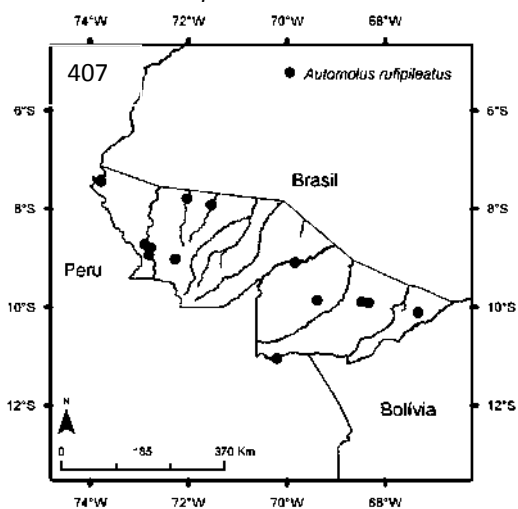 74°W 72°W 70°W 68°W
407
Automolus rufipileatus
6°S 6°S
Brasil
8°S 8°S
Peru
10°S 10°S
N
12°S 12°S
Bolívia
0 185 370 Km
74°W 72°W 70°W 68°W